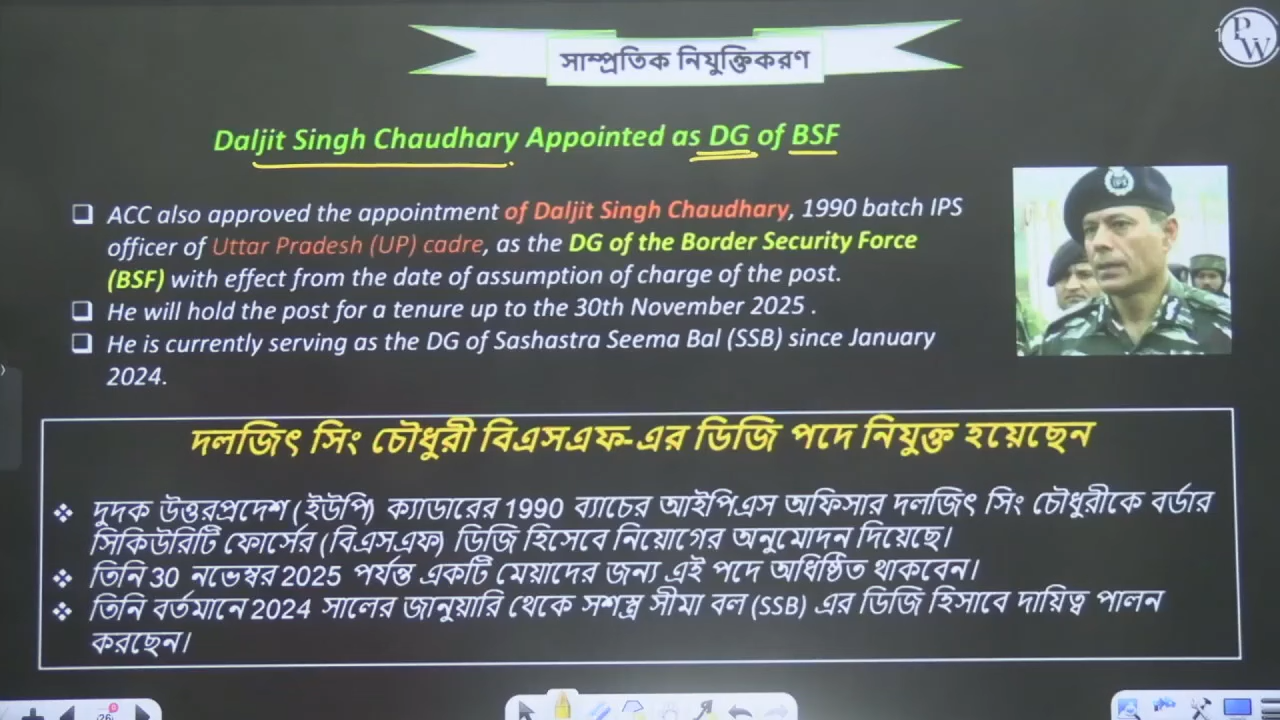 সাম্প্রতিক নিযুক্তিকরণ
PW
Daljit Singh Chaudhary Appointed as DG of BSF
ACC also approved the appointment of Daljit Singh Chaudhary, 1990 batch IPS
officer of Uttar Pradesh (UP) cadre, as the DG of the Border Security Force
(BSF) with effect from the date of assumption of charge of the post.
He will hold the post for a tenure up to the 30th November 2025 .
He is currently serving as the DG of Sashastra Seema Bal (SSB) since January
2024.
দলজিৎ সিং চৌধুরী বিএসএফ-এর ডিজি পদে নিযুক্ত হয়েছেন
দুদক উত্তরপ্রদেশ (ইউপি) ক্যাডারের 1990 ব্যাচের আইপিএস অফিসার দলজিৎ সিং চৌধুরীকে বর্ডার
সিকিউরিটি ফোর্সের (বিএসএফ) ডিজি হিসেবে নিয়োগের অনুমোদন দিয়েছে।
তিনি 30 নভেম্বর 2025 পর্যন্ত একটি মেয়াদের জন্য এই পদে অধিষ্ঠিত থাকবেন।
তিনি বর্তমানে 2024 সালের জানুয়ারি থেকে সশস্ত্র সীমা বল (SSB) এর ডিজি হিসাবে দায়িত্ব পালন
করছেন।